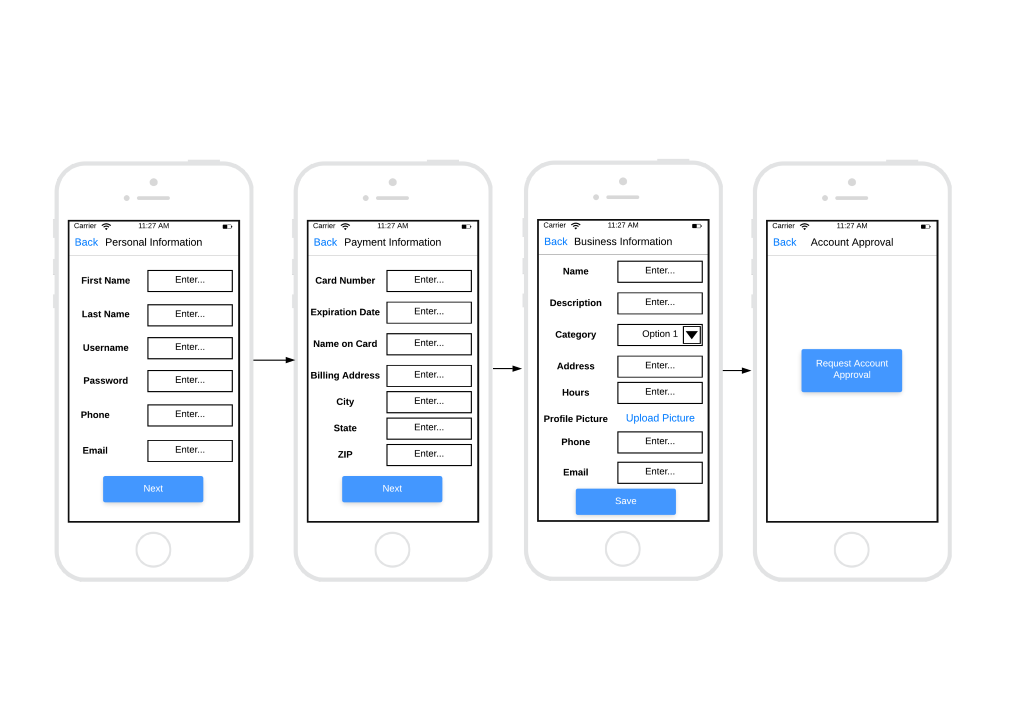 Carrier 11:27 AM
Back Personal Information
First Name Enter...
Last Name Enter...
Username Enter...
Password Enter...
Phone Enter...
Email Enter...
Next
Carrier 11:27 AM
Back Payment Information
Card Number Enter...
Expiration Date Enter...
Name on Card Enter...
Billing Address Enter...
City Enter...
State Enter...
ZIP Enter...
Next
Carrier 11:27 AM
Back Business Information
Name Enter...
Description Enter...
Category Option 1
Address Enter...
Hours Enter...
Profile Picture Upload Picture
Phone Enter...
Email Enter...
Save
Carrier 11:27 AM
Back Account Approval
Request Account
Approval